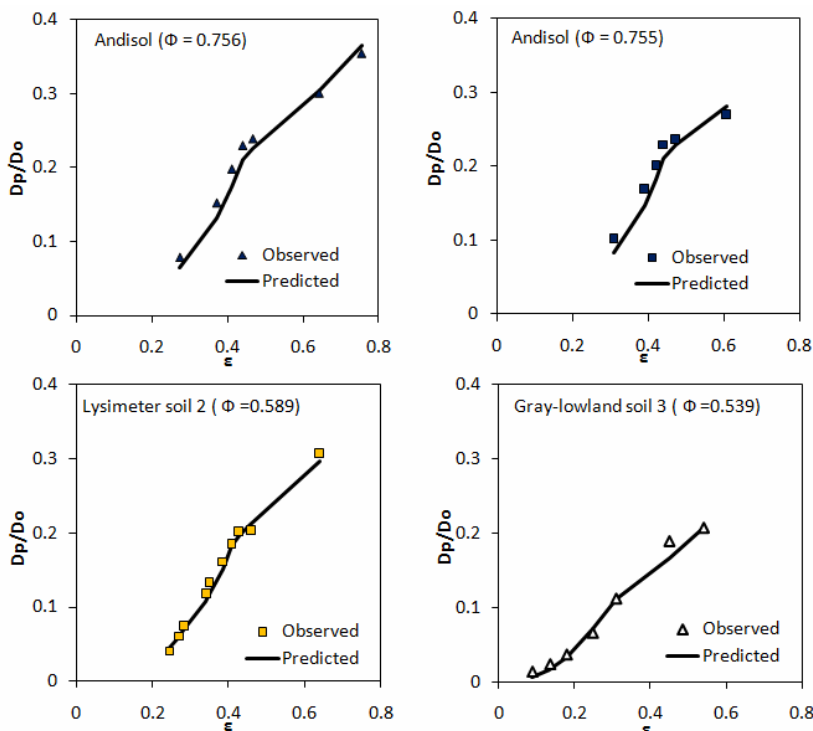 Andisol (Φ = 0.756)
Dp/Do
0.4
0.3
0.2
0.1
0
Observed
Predicted
0.2
0.4
0.6
0.8
ε
Andisol (Φ = 0.755)
Dp/Do
0.4
0.3
0.2
0.1
0
Observed
Predicted
0
0.2
0.4
0.6
0.8
ε
Lysimeter soil 2 ( Φ =0.589)
Dp/Do
0.4
0.3
0.2
0.1
0
Observed
Predicted
0
0.2
0.4
0.6
0.8
ε
Gray-lowland soil 3 ( Φ =0.539)
Dp/Do
0.4
0.3
0.2
0.1
0
Observed
Predicted
0
0.2
0.4
0.6
0.8
ε